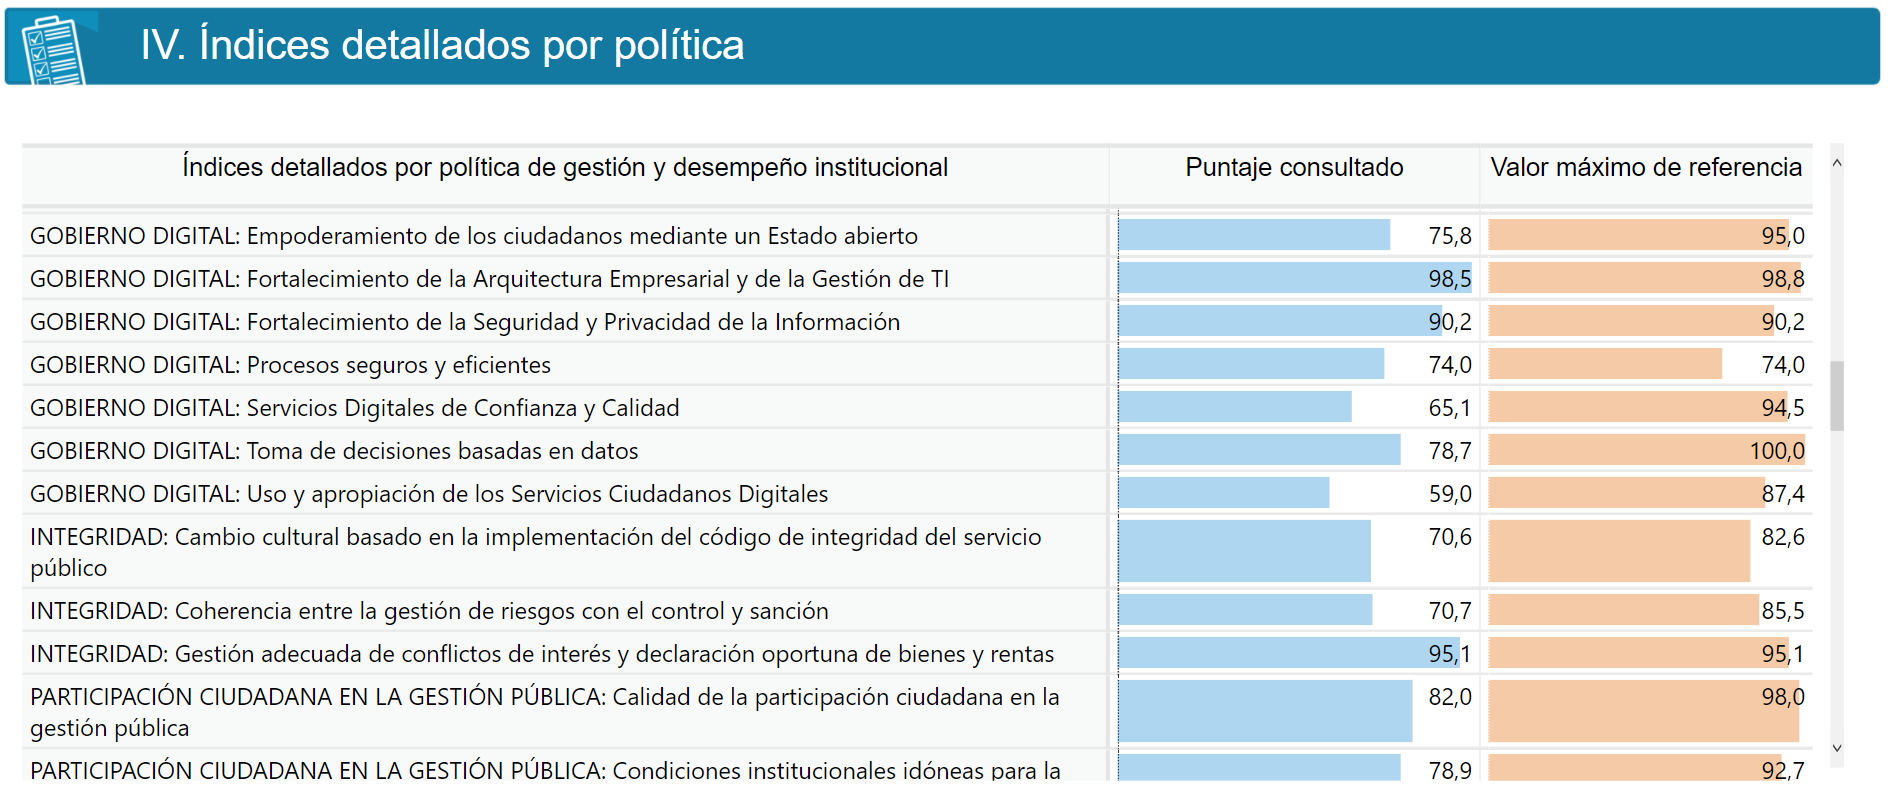 IV. Índices detallados por política
Índices detallados por política de gestión y desempeño institucional Puntaje consultado Valor máximo de referencia
GOBIERNO DIGITAL: Empoderamiento de los ciudadanos mediante un Estado abierto 75,8 95,0
GOBIERNO DIGITAL: Fortalecimiento de la Arquitectura Empresarial y de la Gestión de TI 98,5 98,8
GOBIERNO DIGITAL: Fortalecimiento de la Seguridad y Privacidad de la Información 90,2 90,2
GOBIERNO DIGITAL: Procesos seguros y eficientes 74,0 74,0
GOBIERNO DIGITAL: Servicios Digitales de Confianza y Calidad 65,1 94,5
GOBIERNO DIGITAL: Toma de decisiones basadas en datos 78,7 100,0
GOBIERNO DIGITAL: Uso y apropiación de los Servicios Ciudadanos Digitales 59,0 87,4
INTEGRIDAD: Cambio cultural basado en la implementación del código de integridad del servicio 70,6 82,6
público
INTEGRIDAD: Coherencia entre la gestión de riesgos con el control y sanción 70,7 85,5
INTEGRIDAD: Gestión adecuada de conflictos de interés y declaración oportuna de bienes y rentas 95,1 95,1
PARTICIPACIÓN CIUDADANA EN LA GESTIÓN PÚBLICA: Calidad de la participación ciudadana en la 82,0 98,0
gestión pública
PARTICIPACIÓN CIUDADANA EN LA GESTIÓN PÚBLICA: Condiciones institucionales idóneas para la 78,9 92,7